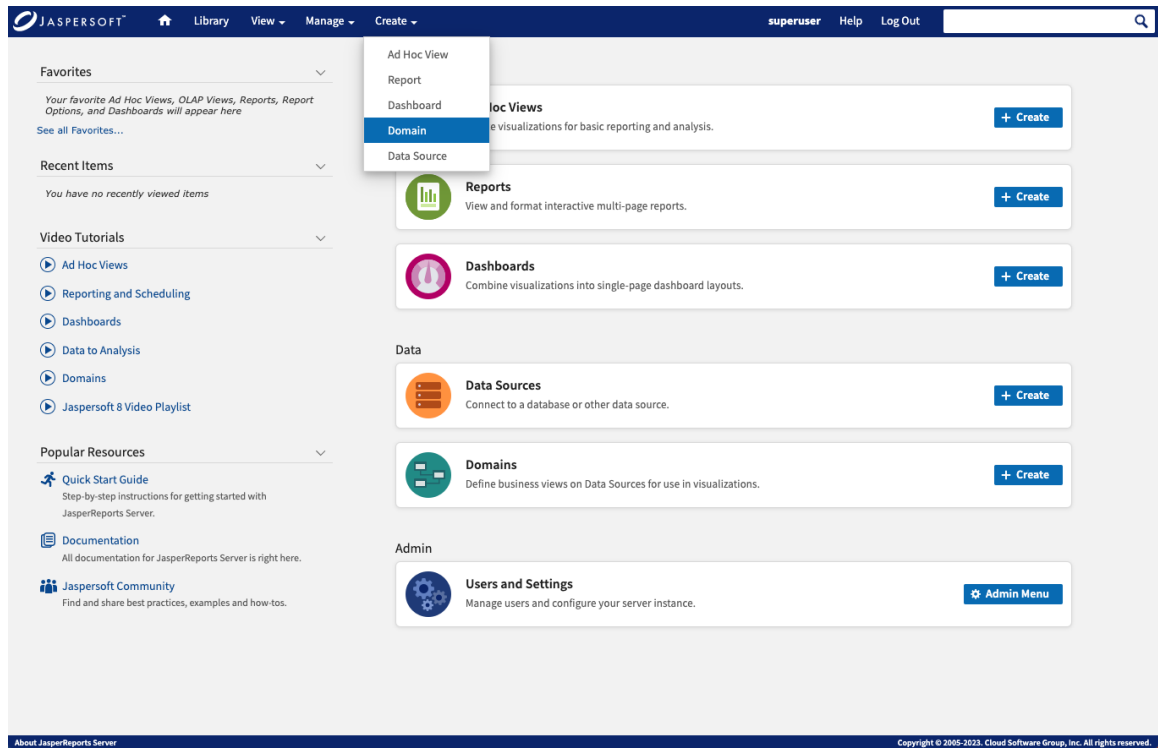 JASPERSOFT™
Library
View
Manage
Create
superuser
Help
Log Out
Ad Hoc View
Report
Dashboard
Domain
Data Source
Favorites
Your favorite Ad Hoc Views, OLAP Views, Reports, Report
Options, and Dashboards will appear here
See all Favorites...
Recent Items
You have no recently viewed items
Video Tutorials
Ad Hoc Views
Reporting and Scheduling
Dashboards
Data to Analysis
Domains
Jaspersoft 8 Video Playlist
Popular Resources
Quick Start Guide
Step-by-step instructions for getting started with
JasperReports Server.
Documentation
All documentation for JasperReports Server is right here.
Jaspersoft Community
Find and share best practices, examples and how-tos.
Hoc Views
visualizations for basic reporting and analysis.
+ Create
Reports
View and format interactive multi-page reports.
+ Create
Dashboards
Combine visualizations into single-page dashboard layouts.
+ Create
Data
Data Sources
Connect to a database or other data source.
+ Create
Domains
Define business views on Data Sources for use in visualizations.
+ Create
Admin
Users and Settings
Manage users and configure your server instance.
Admin Menu
About JasperReports Server
Copyright © 2005-2023. Cloud Software Group, Inc. All rights reserved.